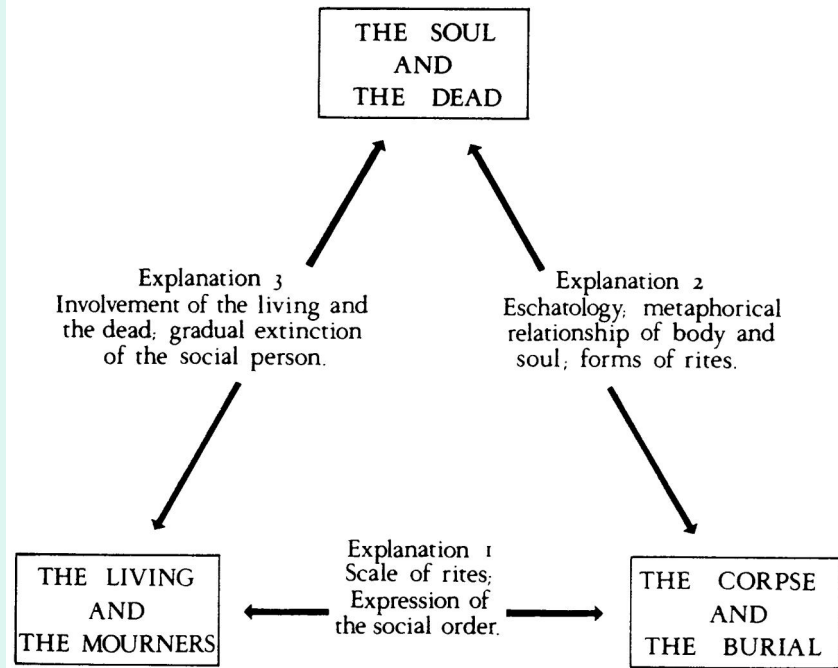 THE SOUL
AND
THE DEAD
Explanation 3
Involvement of the living and
the dead; gradual extinction
of the social person.
Explanation 2
Eschatology; metaphorical
relationship of body and
soul; forms of rites.
Explanation 1
Scale of rites;
Expression of
the social order.
THE LIVING
AND
THE MOURNERS
THE CORPSE
AND
THE BURIAL